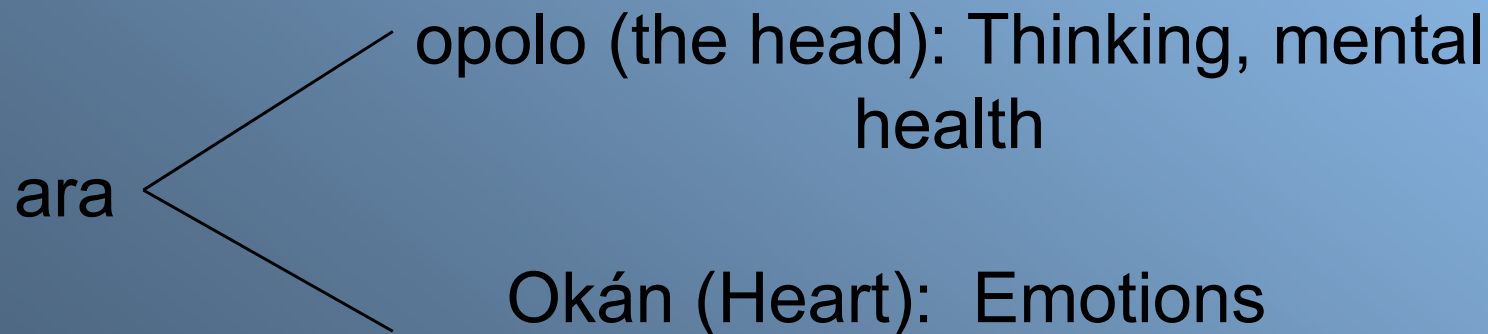 opolo (the head): Thinking, mental
health
ara
Okán (Heart): Emotions